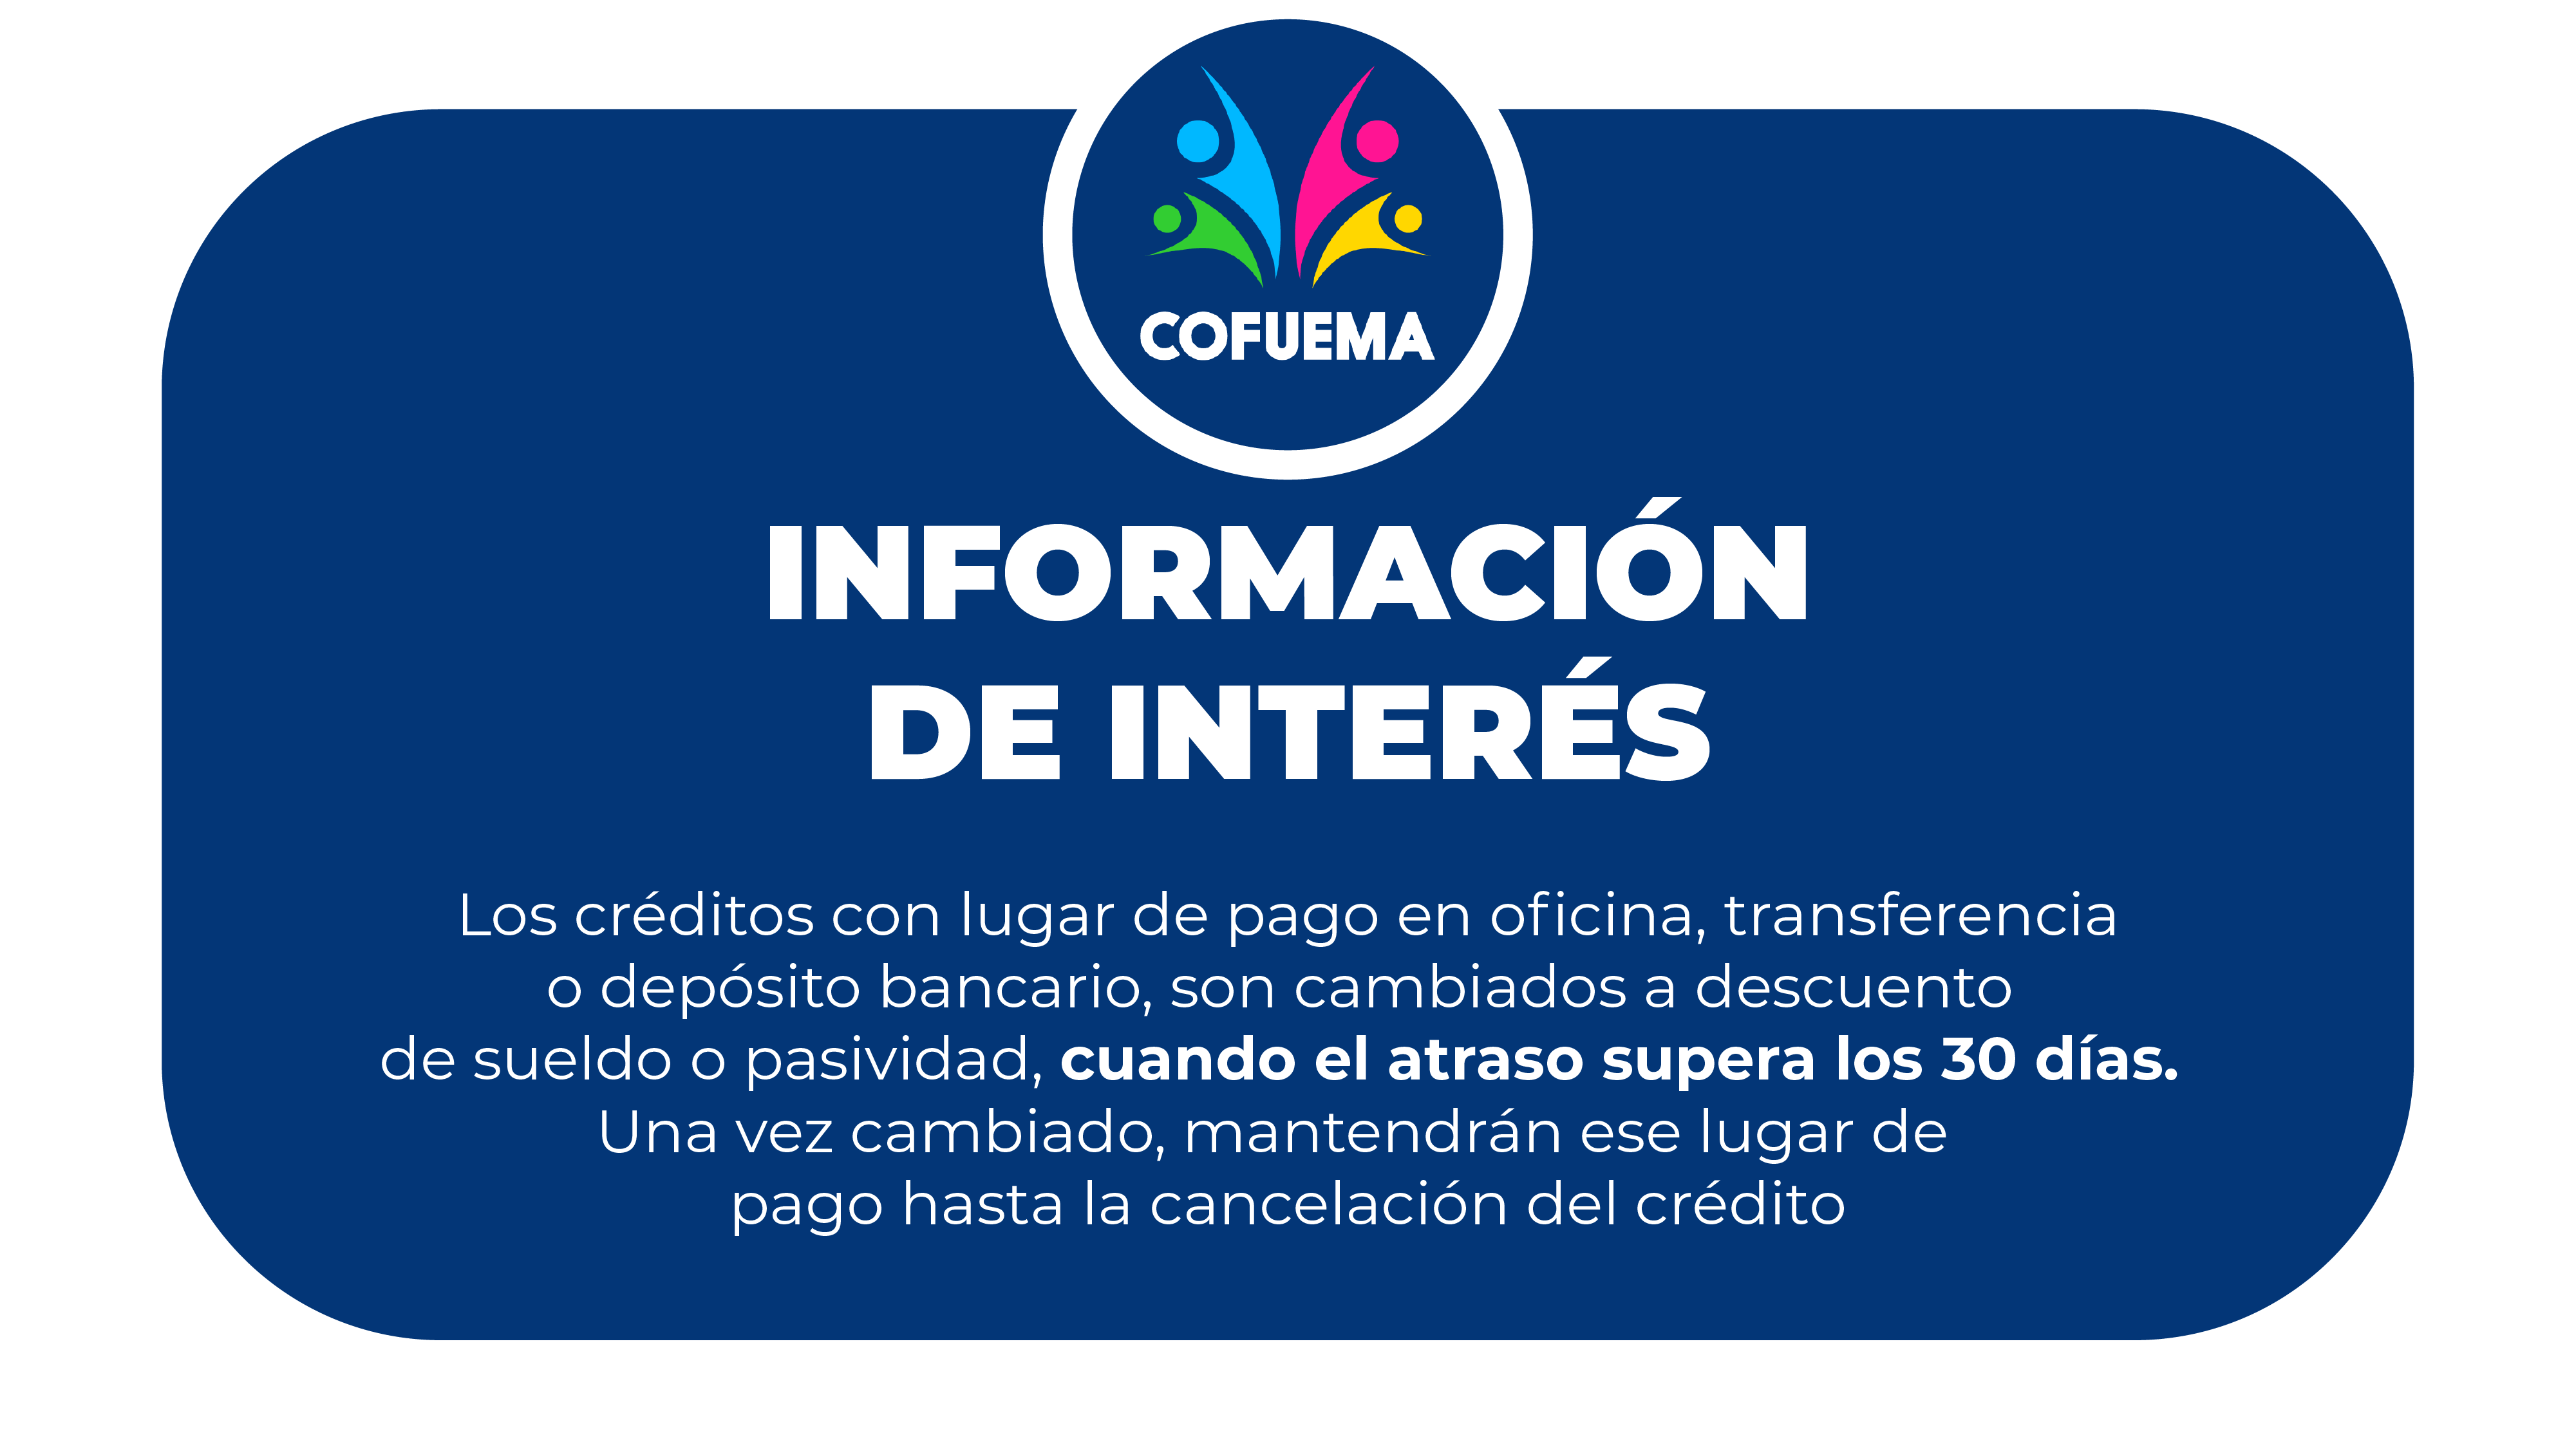 COFUEMA
INFORMACIÓN
DE INTERÉS
Los créditos con lugar de pago en oficina, transferencia
o depósito bancario, son cambiados a descuento
de sueldo o pasividad, cuando el atraso supera los 30 días.
Una vez cambiado, mantendrán ese lugar de
pago hasta la cancelación del crédito